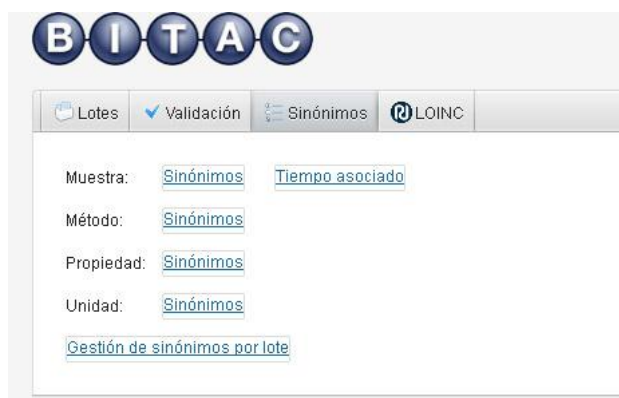 BITAC
Lotes Validación Sinónimos LOINC
Muestra: Sinónimos Tiempo asociado
Método: Sinónimos
Propiedad: Sinónimos
Unidad: Sinónimos
Gestión de sinónimos por lote